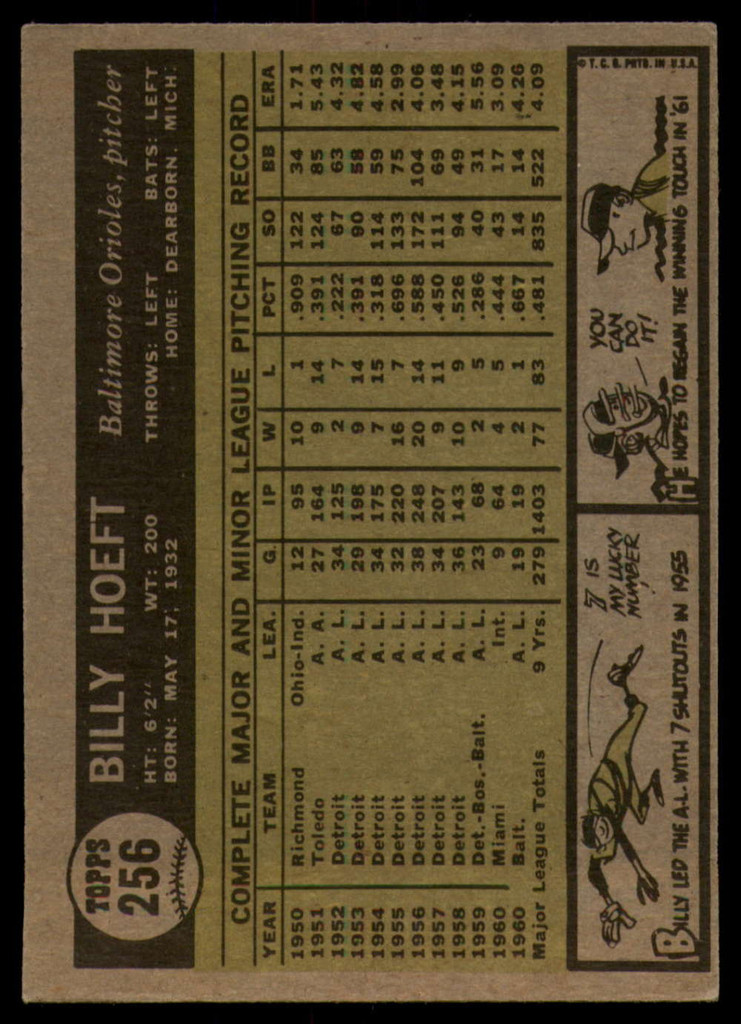 TOPPS
256
BILLY HOEFT Baltimore Orioles, pitcher
HT: 6'2" WT: 200 THROWS: LEFT BATS: LEFT
BORN: MAY 17, 1932 HOME: DEARBORN, MICH.
COMPLETE MAJOR AND MINOR LEAGUE PITCHING RECORD
YEAR TEAM LEA. G. IP W L PCT SO BB ERA
1950 Richmond Ohio-Ind. 12 95 10 1 .909 122 34 1.71
1951 Toledo A. A. 27 164 9 14 .391 124 85 5.43
1952 Detroit A. L. 34 125 2 7 .222 67 63 4.32
1953 Detroit A. L. 29 198 9 14 .391 90 58 4.82
1954 Detroit A. L. 34 175 7 15 .318 114 59 4.58
1955 Detroit A. L. 32 220 16 7 .696 133 75 2.99
1956 Detroit A. L. 38 248 20 14 .588 172 104 4.06
1957 Detroit A. L. 34 207 9 11 .450 111 69 3.48
1958 Detroit A. L. 36 143 10 9 .526 94 49 4.15
1959 Det.-Bos.-Balt. A. L. 23 68 2 5 .286 40 31 5.56
1960 Miami Int. 9 64 4 5 .444 43 17 3.09
1960 Balt. A. L. 19 19 2 1 .667 14 14 4.26
Major League Totals 9 Yrs. 279 1403 77 83 .481 835 522 4.09
7 IS
MY LUCKY
NUMBER
BILLY LED THE A.L. WITH 7 SHUTOUTS IN 1955
YOU
CAN
DO
IT!
HE HOPES TO REGAIN THE WINNING TOUCH IN '61
© T. C. G. PRTD. IN U.S.A.